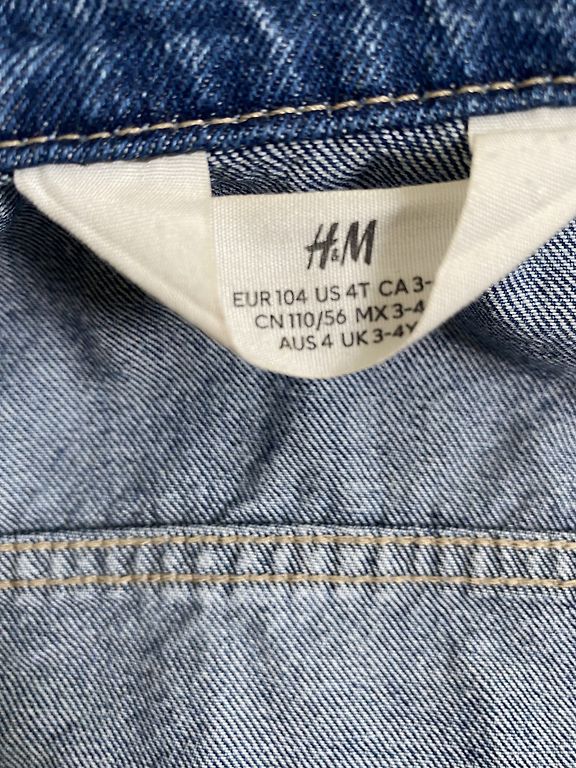 H&M
EUR 104 US 4T CA 3-
CN 110/56 MX 3-4
AUS 4 UK 3-4Y